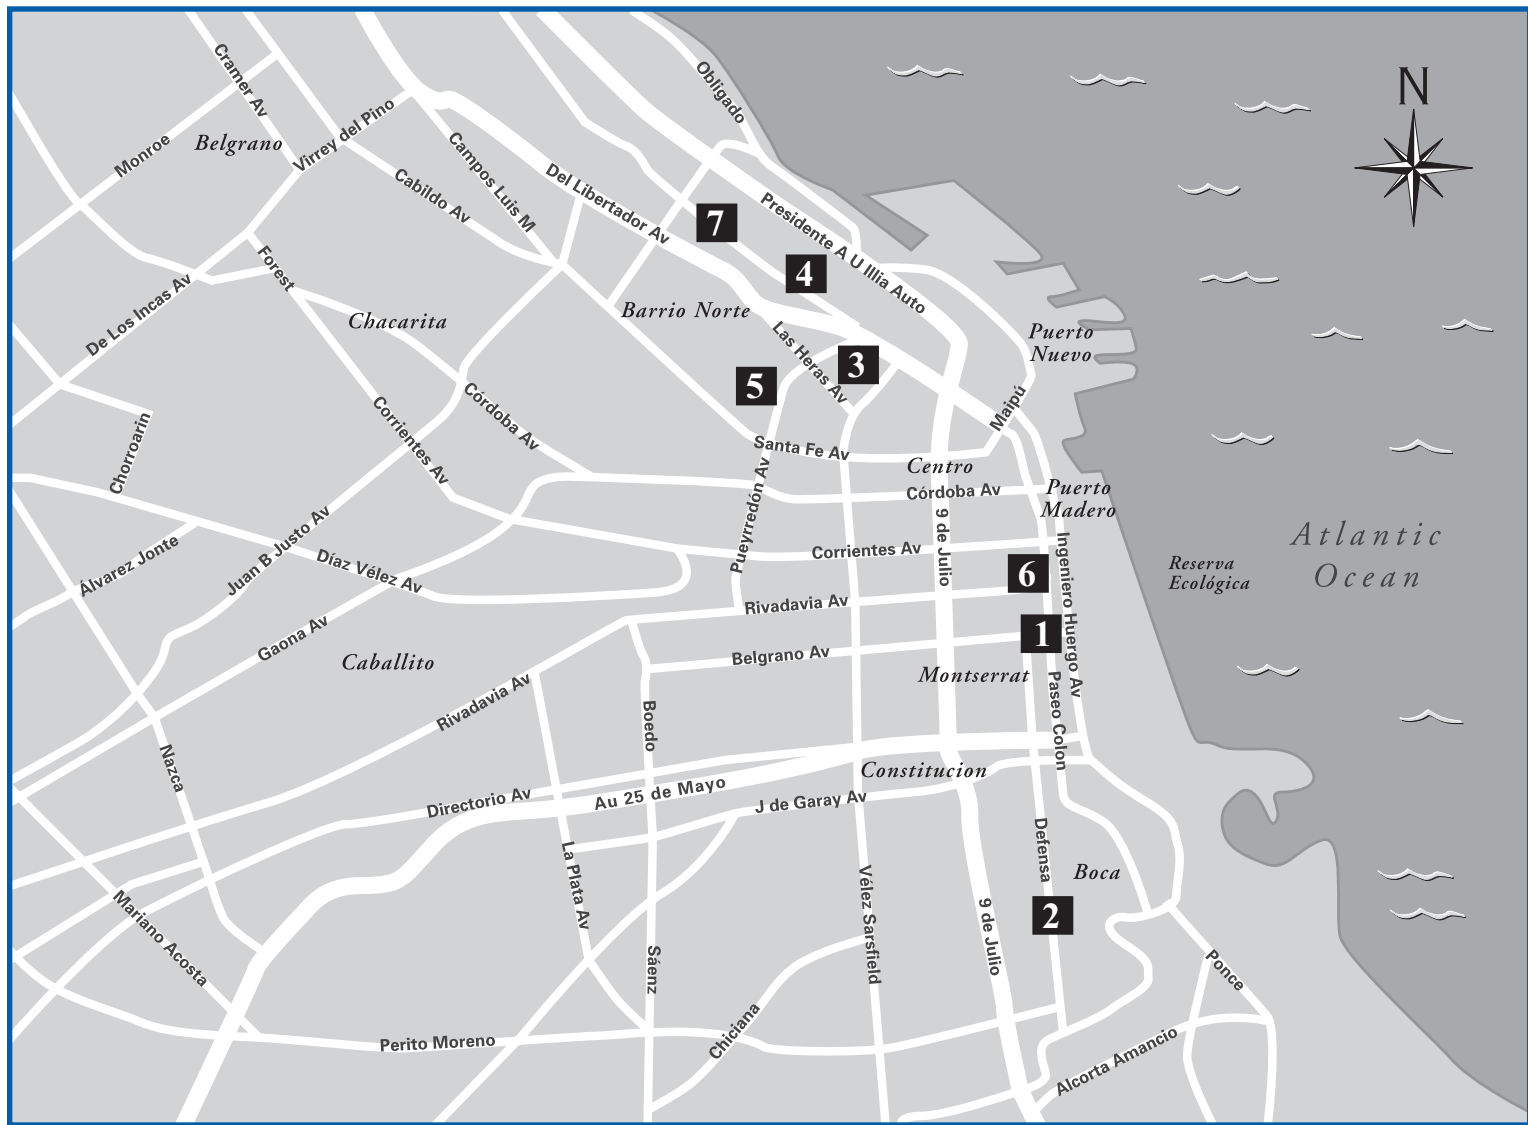 Obligado
Cramer Av
N
Virrey del Pino
Monroe
Belgrano
Campos Luis M
Cabildo Av
Del Libertador Av
Presidente A U Illia Auto
7
4
Forest
De Los Incas Av
Chacarita
Barrio Norte
Puerto
Nuevo
Las Heras Av
3
5
Maipú
Córdoba Av
Corrientes Av
Chorroarin
Santa Fe Av
Centro
Córdoba Av
Puerto
Madero
Pueyrredón Av
9 de Julio
Atlantic
Ocean
Reserva
Ecológica
Corrientes Av
Álvarez Jonte
Juan B Justo Av
Díaz Vélez Av
6
Ingeniero Huergo Av
Rivadavia Av
1
Gaona Av
Caballito
Belgrano Av
Montserrat
Rivadavia Av
Boedo
Paseo Colon
Nazca
Constitucion
Directorio Av
Au 25 de Mayo
J de Garay Av
Defensa
La Plata Av
Boca
Vélez Sarsfield
2
Mariano Acosta
9 de Julio
Sáenz
Ponce
Chiciana
Perito Moreno
Alcorta Amancio